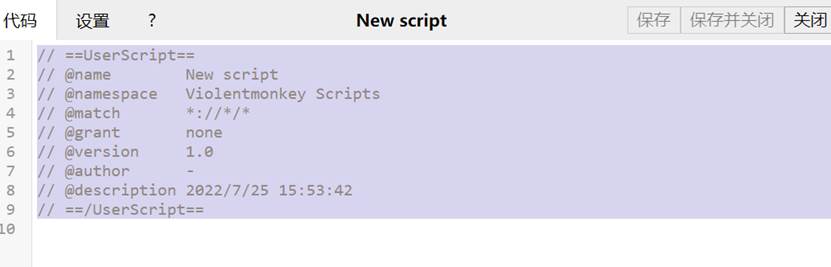 代码 设置 ? New script 保存 保存并关闭 关闭
1 // ==UserScript==
2 // @name        New script
3 // @namespace   Violentmonkey Scripts
4 // @match       *://*/*
5 // @grant       none
6 // @version     1.0
7 // @author      -
8 // @description 2022/7/25 15:53:42
9 // ==/UserScript==
10